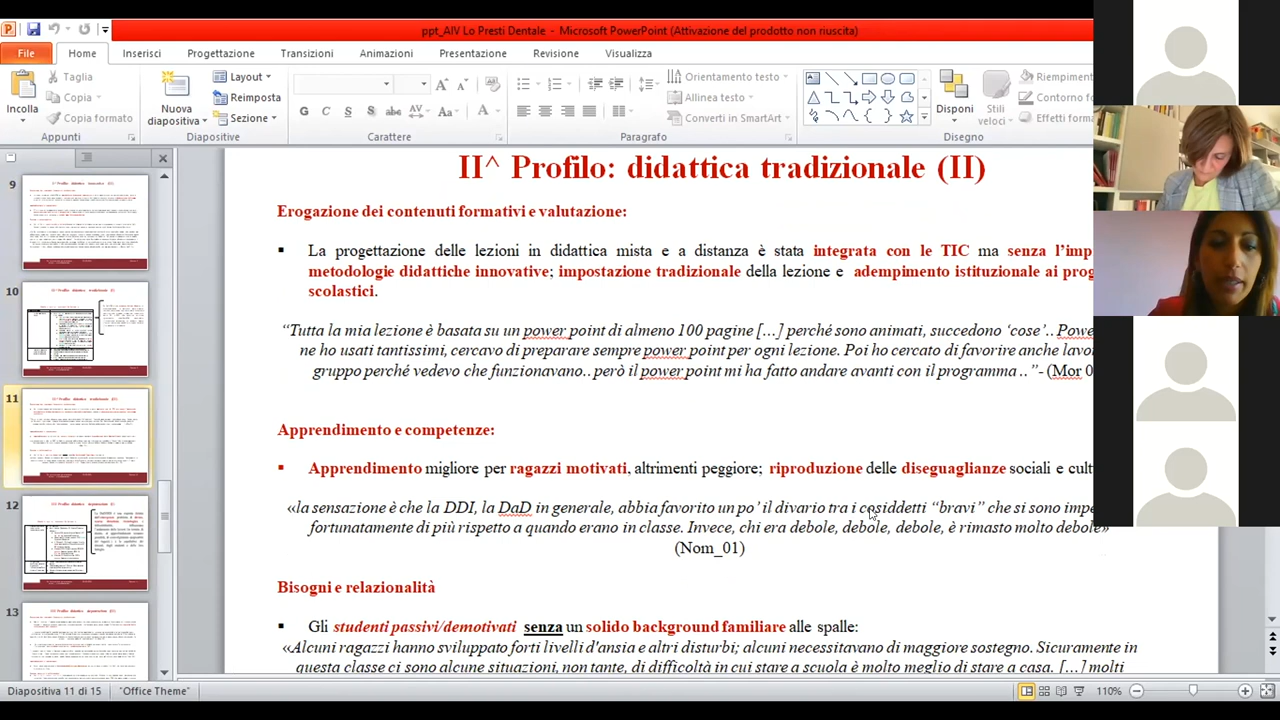 ppt_AIV Lo Presti Dentale - Microsoft PowerPoint (Attivazione del prodotto non riuscita)
File Home Inserisci Progettazione Transizioni Animazioni Presentazione Revisione Visualizza
Taglia
Copia
Copia formato
Incolla
Appunti
Nuova
diapositiva
Layout
Reimposta
Sezione
Diapositive
Carattere
Orientamento testo
Allinea testo
Converti in SmartArt
Paragrafo
Disponi
Stili
veloci
Riempimen
Contorno fo
Effetti form
Disegno
9
10
11
12
13
II^ Profilo: didattica tradizionale (II)
Erogazione dei contenuti formativi e valutazione:
La progettazione delle lezioni in didattica mista e a distanza è stata integrata con le TIC ma senza l'imp
metodologie didattiche innovative; impostazione tradizionale della lezione e adempimento istituzionale ai prog
scolastici.
“Tutta la mia lezione è basata su un power point di almeno 100 pagine […] perché sono animati, succedono ‘cose’.. Powe
ne ho usati tantissimi, cercavo di preparare sempre power point per ogni lezione. Poi ho cercato di favorire anche lavo
gruppo perché vedevo che funzionavano.. però il power point mi ha fatto andare avanti con il programma ..”- (Mor 0
Apprendimento e competenze:
Apprendimento migliore per ragazzi motivati, altrimenti peggiore; riproduzione delle diseguaglianze sociali e cult
«la sensazione è che la DDI, la DaD in generale, abbia favorito un po’ il divario tra i cosiddetti “bravi” che si sono impe
fortunatamente di più rispetto a quando erano in classe. Invece, chi è debole, debole, debole, è rimasto molto debole»
(Nom_01)
Bisogni e relazionalità
Gli studenti passivi/demotivati senza un solido background familiare alle spalle:
«Alcuni ragazzi hanno sviluppato forti livelli d’ansia e altri disturbi, che quindi necessitavano di maggiore sostegno. Sicuramente in
questa classe ci sono alcune situazioni, non tante, di difficoltà in cui stare a scuola è molto meglio di stare a casa. […] molti
Diapositiva 11 di 15 "Office Theme" 110%